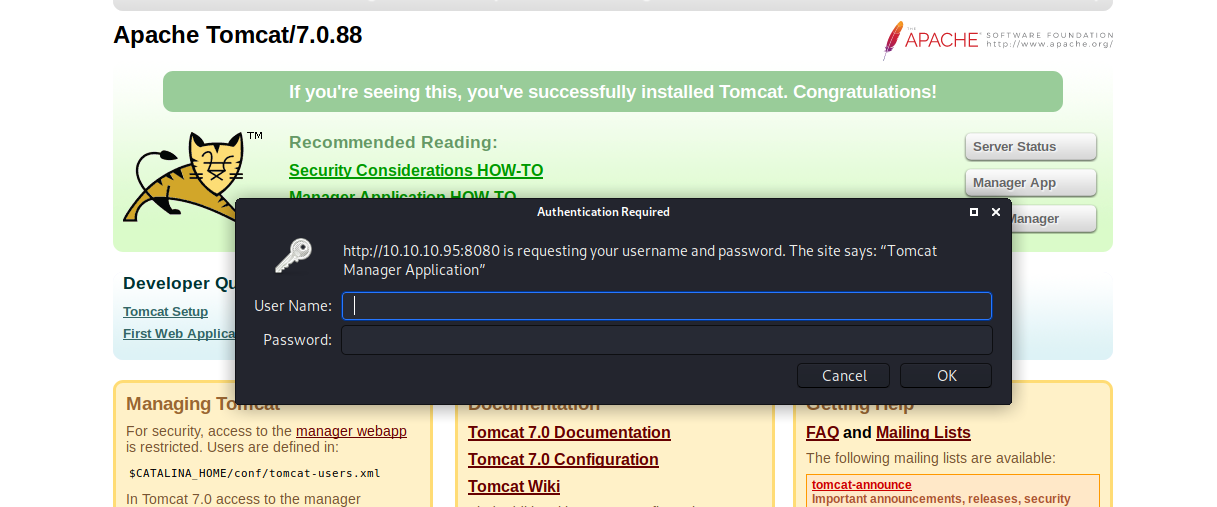 Apache Tomcat/7.0.88
THE APACHE® SOFTWARE FOUNDATION
http://www.apache.org/
If you're seeing this, you've successfully installed Tomcat. Congratulations!
TM
Recommended Reading:
Security Considerations HOW-TO
Manager Application HOW-TO
Server Status
Manager App
Manager
Authentication Required
http://10.10.10.95:8080 is requesting your username and password. The site says: “Tomcat
Manager Application”
User Name:
Password:
Cancel
OK
Developer Qu
Tomcat Setup
First Web Applica
Managing Tomcat
For security, access to the manager webapp
is restricted. Users are defined in:
$CATALINA_HOME/conf/tomcat-users.xml
In Tomcat 7.0 access to the manager
Documentation
Tomcat 7.0 Documentation
Tomcat 7.0 Configuration
Tomcat Wiki
Getting Help
FAQ and Mailing Lists
The following mailing lists are available:
tomcat-announce
Important announcements, releases, security